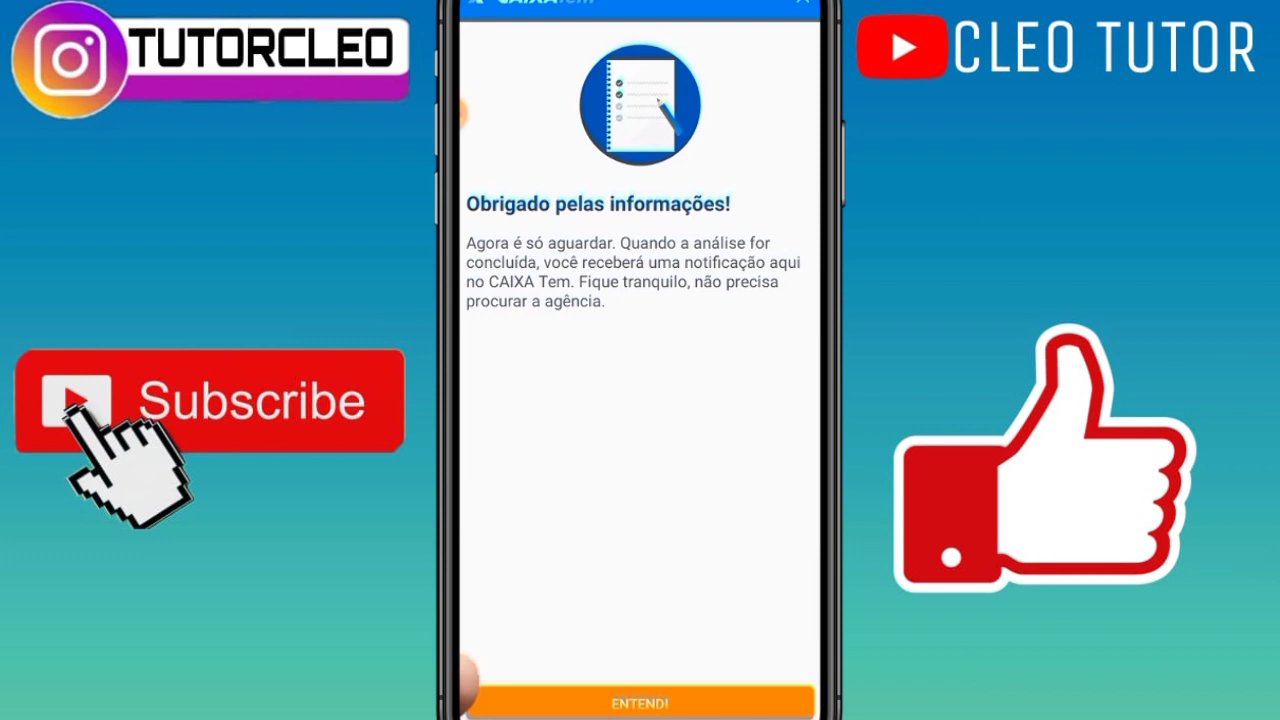 TUTORCLEO
CLEO TUTOR
CAIXATem
Obrigado pelas informações!
Agora é só aguardar. Quando a análise for
concluída, você receberá uma notificação aqui
no CAIXA Tem. Fique tranquilo, não precisa
procurar a agência.
Subscribe
ENTENDI